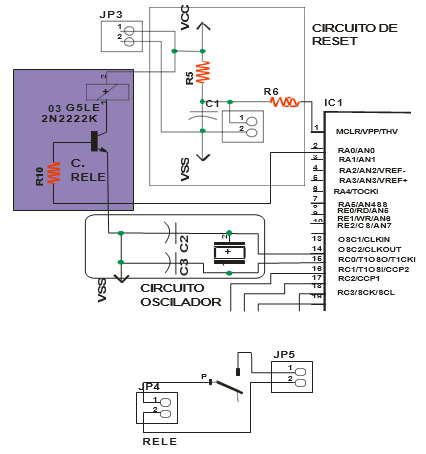 JP3
1
2
VCC
CIRCUITO DE
RESET
R5
R6
C1
1
2
VSS
IC1
2
+
1
03 G5LE
2N2222K
R10
C.
RELE
1 MCLR/VPP/THV
2 RA0/AN0
3 RA1/AN1
4 RA2/AN2/VREF-
5 RA3/AN3/VREF+
6 RA4/TOCKI
7 RA5/AN4SS
8 RE0/RD/AN5
9 RE1/WR/AN6
10 RE2/CS/AN7
13 OSC1/CLKIN
14 OSC2/CLKOUT
15 RC0/T1OSO/T1CKI
16 RC1/T1OSI/CCP2
17 RC2/CCP1
18 RC3/SCK/SCL
C2
C3
2
1
VSS
CIRCUITO
OSCILADOR
P
JP5
1
2
JP4
1
2
RELE